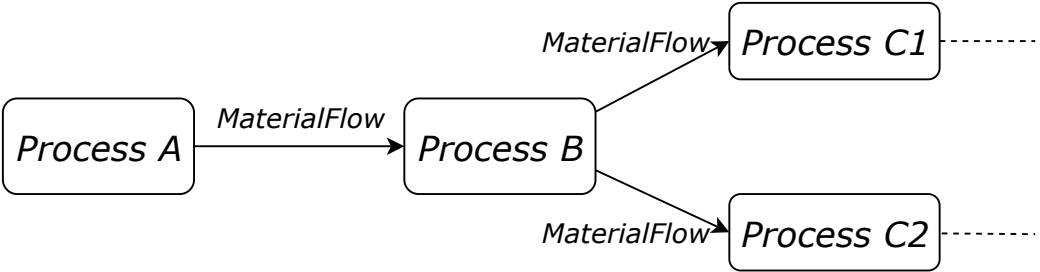 Process A
MaterialFlow
Process B
MaterialFlow
Process C1
MaterialFlow
Process C2